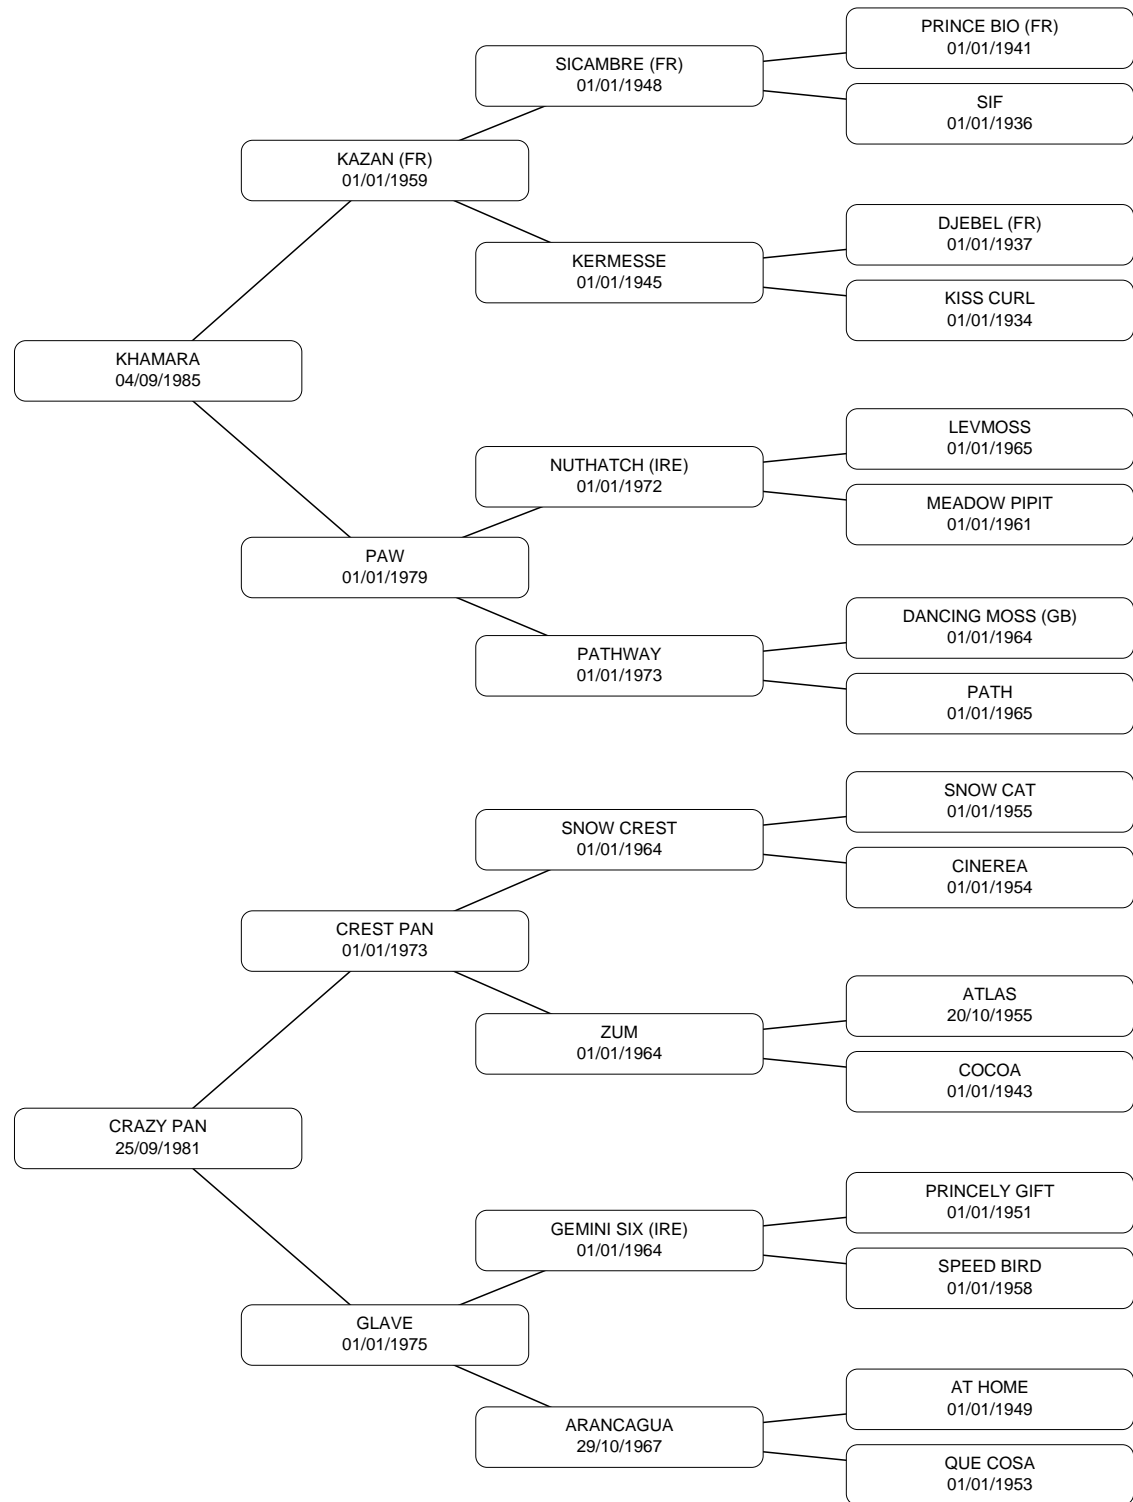 PRINCE BIO (FR)
01/01/1941
SICAMBRE (FR)
01/01/1948
SIF
01/01/1936
KAZAN (FR)
01/01/1959
DJEBEL (FR)
01/01/1937
KERMESSE
01/01/1945
KISS CURL
01/01/1934
KHAMARA
04/09/1985
LEVMOSS
01/01/1965
NUTHATCH (IRE)
01/01/1972
MEADOW PIPIT
01/01/1961
PAW
01/01/1979
DANCING MOSS (GB)
01/01/1964
PATHWAY
01/01/1973
PATH
01/01/1965
SNOW CAT
01/01/1955
SNOW CREST
01/01/1964
CINEREA
01/01/1954
CREST PAN
01/01/1973
ATLAS
20/10/1955
ZUM
01/01/1964
COCOA
01/01/1943
CRAZY PAN
25/09/1981
PRINCELY GIFT
01/01/1951
GEMINI SIX (IRE)
01/01/1964
SPEED BIRD
01/01/1958
GLAVE
01/01/1975
AT HOME
01/01/1949
ARANCAGUA
29/10/1967
QUE COSA
01/01/1953